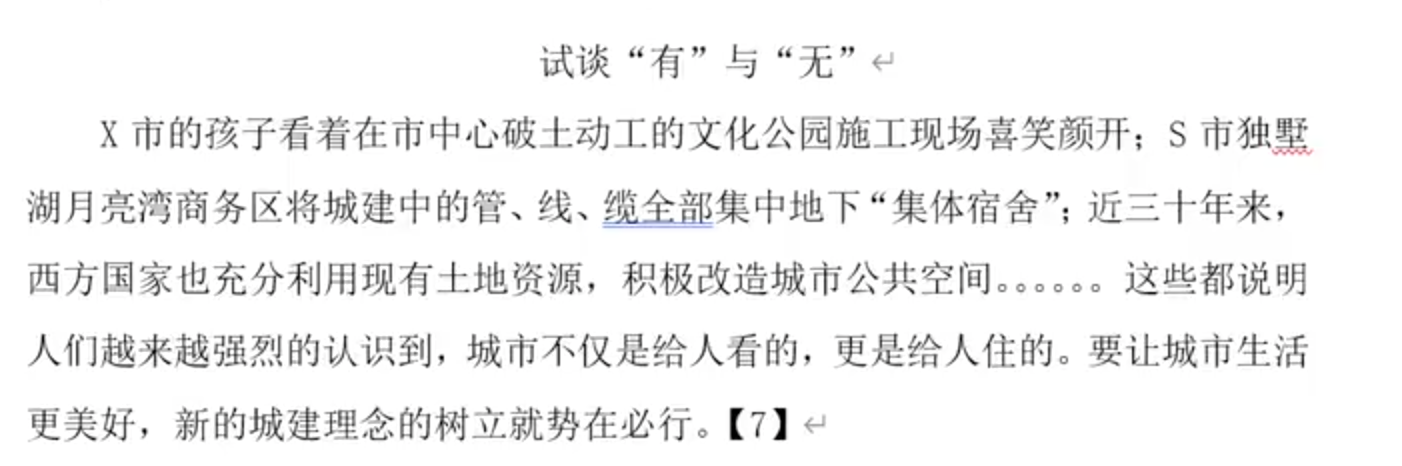 试谈“有”与“无”↵
X 市的孩子看着在市中心破土动工的文化公园施工现场喜笑颜开；S 市独墅
湖月亮湾商务区将城建中的管、线、缆全部集中地下“集体宿舍”；近三十年来，
西方国家也充分利用现有土地资源，积极改造城市公共空间。。。。。。这些都说明
人们越来越强烈的认识到，城市不仅是给人看的，更是给人住的。要让城市生活
更美好，新的城建理念的树立就势在必行。【7】↵